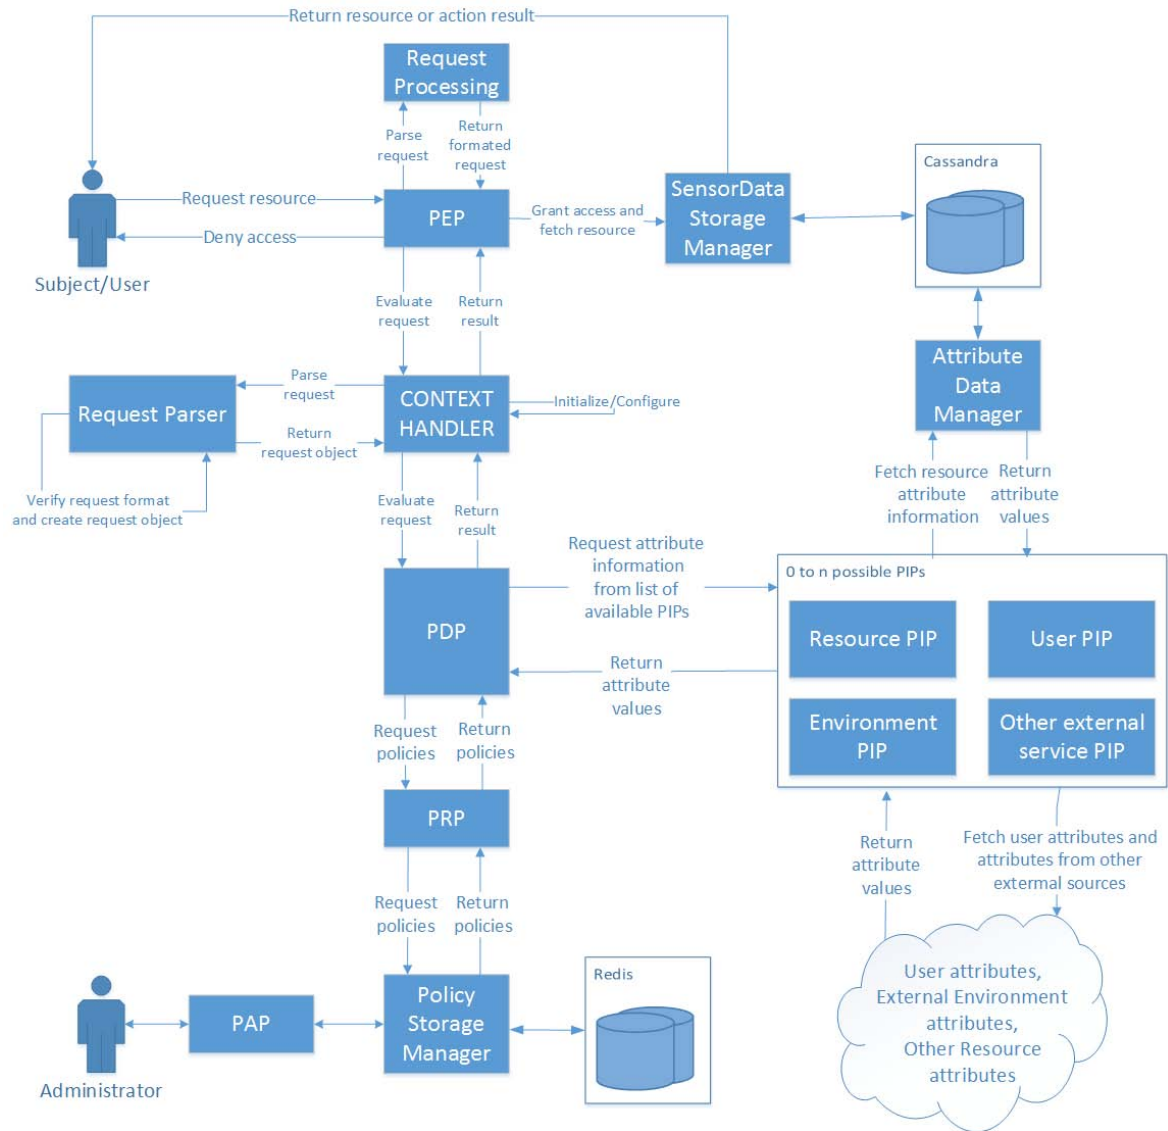 Return resource or action result
Request
Processing
Parse
request
Return
formated
request
Cassandra
Request resource
PEP
Grant access and
fetch resource
SensorData
Storage
Manager
Deny access
Subject/User
Evaluate
request
Return
result
Attribute
Data
Manager
Request Parser
Parse
request
CONTEXT
HANDLER
Initialize/Configure
Return
request object
Verify request format
and create request object
Evaluate
request
Return
result
Fetch resource
attribute
information
Return
attribute
values
Request attribute
information
from list of
available PIPs
0 to n possible PIPs
PDP
Resource PIP
User PIP
Return
attribute
values
Environment
PIP
Other external
service PIP
Request
policies
Return
policies
PRP
Return
attribute
values
Fetch user attributes and
attributes from other
extermal sources
Request
policies
Return
policies
Policy
Storage
Manager
Redis
PAP
Administrator
User attributes,
External Environment
attributes,
Other Resource
attributes